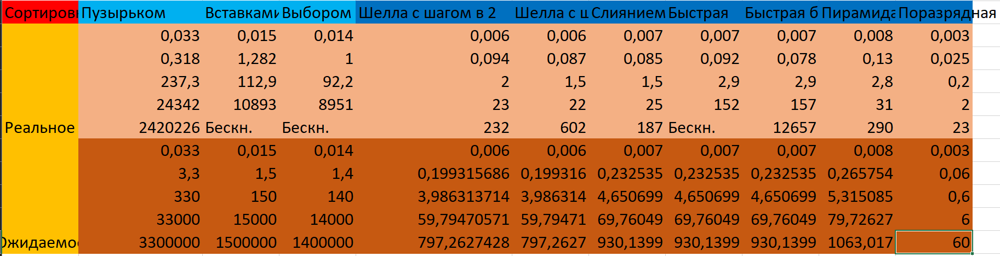 Сортиров Пузырьком Вставками Выбором Шелла с шагом в 2 Шелла с ш Слиянием Быстрая Быстрая б Пирамида Поразрядная
0,033 0,015 0,014 0,006 0,006 0,007 0,007 0,007 0,008 0,003
0,318 1,282 1 0,094 0,087 0,085 0,092 0,078 0,13 0,025
237,3 112,9 92,2 2 1,5 1,5 2,9 2,9 2,8 0,2
24342 10893 8951 23 22 25 152 157 31 2
Реальное 2420226 Бескн. Бескн. 232 602 187 Бескн. 12657 290 23
0,033 0,015 0,014 0,006 0,006 0,007 0,007 0,007 0,008 0,003
3,3 1,5 1,4 0,199315686 0,199316 0,232535 0,232535 0,232535 0,265754 0,06
330 150 140 3,986313714 3,986314 4,650699 4,650699 4,650699 5,315085 0,6
33000 15000 14000 59,79470571 59,79471 69,76049 69,76049 69,76049 79,72627 6
Ожидаемо 3300000 1500000 1400000 797,2627428 797,2627 930,1399 930,1399 930,1399 1063,017 60